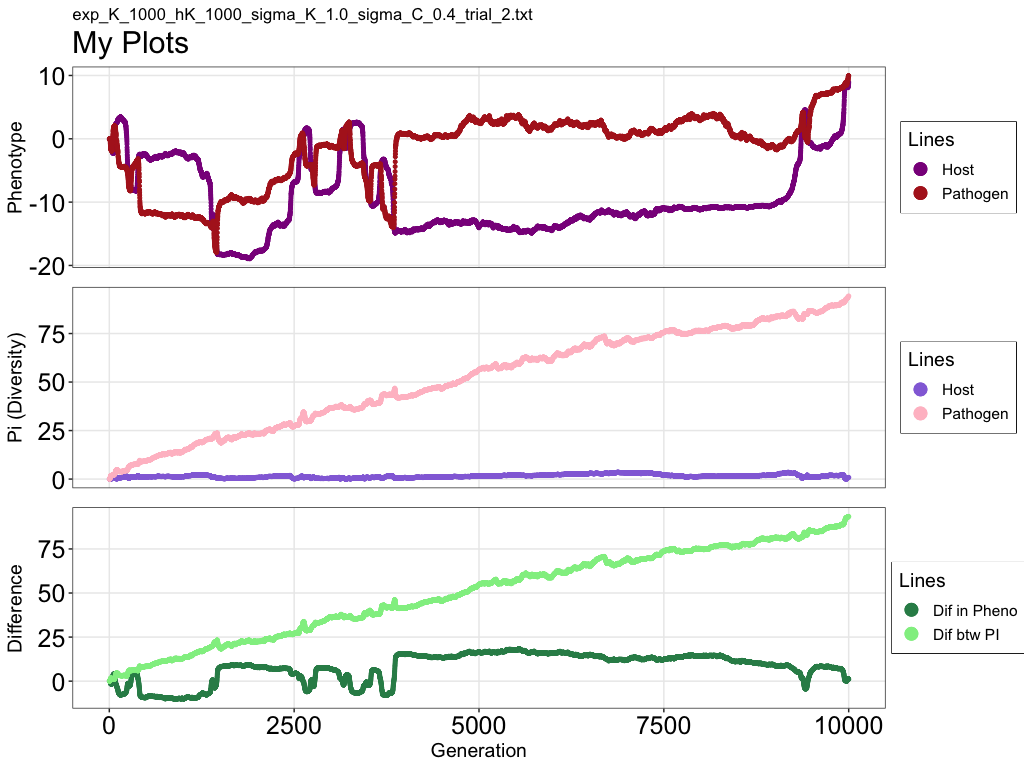 exp_K_1000_hK_1000_sigma_K_1.0_sigma_C_0.4_trial_2.txt
My Plots
10
0
-10
-20
Phenotype
Lines
Host
Pathogen
75
50
25
0
Pi (Diversity)
Lines
Host
Pathogen
75
50
25
0
Difference
Lines
Dif in Pheno
Dif btw PI
0 2500 5000 7500 10000
Generation